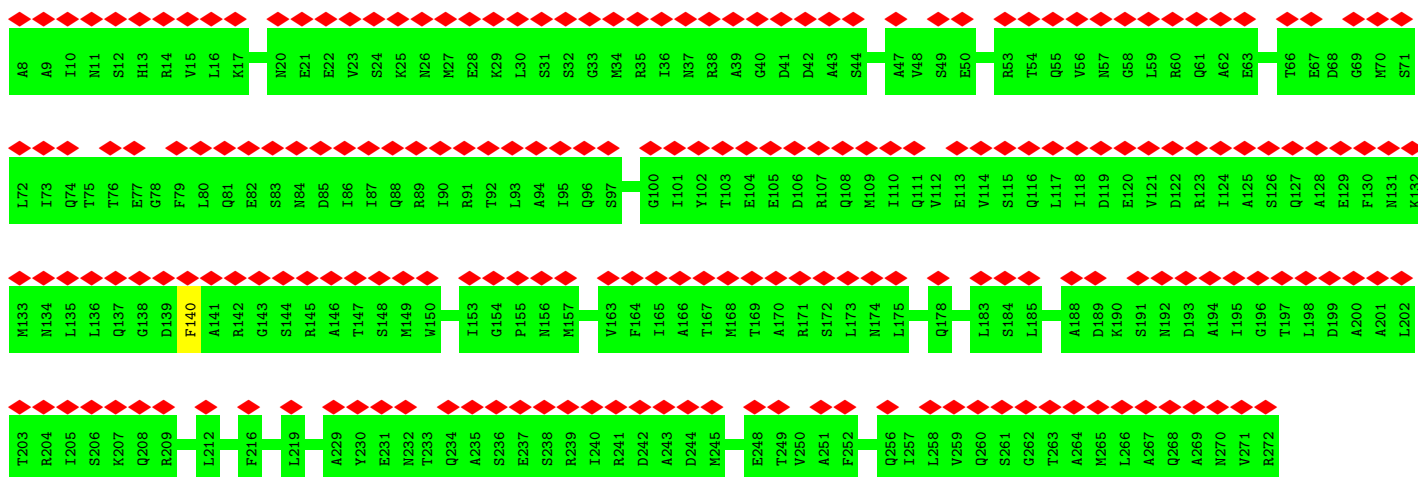 A8 A9 I10 N11 S12 H13 R14 V15 L16 K17 N20 E21 E22 V23 S24 K25 N26 M27 E28 K29 L30 S31 S32 G33 M34 R35 I36 N37 R38 A39 G40 D41 D42 A43 S44 A47 V48 S49 E50 R53 T54 Q55 V56 N57 G58 L59 R60 Q61 A62 E63 T66 E67 D68 G69 M70 S71
L72 I73 Q74 T75 T76 E77 G78 F79 L80 Q81 E82 S83 N84 D85 I86 I87 Q88 R89 I90 R91 T92 L93 A94 I95 Q96 S97 G100 I101 Y102 T103 E104 E105 D106 R107 Q108 M109 I110 Q111 V112 E113 V114 S115 Q116 L117 I118 D119 E120 V121 D122 R123 I124 A125 S126 Q127 A128 E129 F130 N131 K132
M133 N134 L135 L136 Q137 G138 D139 F140 A141 R142 G143 S144 R145 A146 T147 S148 M149 W150 I153 G154 P155 N156 M157 V163 F164 I165 A166 T167 M168 T169 A170 R171 S172 L173 N174 L175 Q178 L183 S184 L185 A188 D189 K190 S191 N192 D193 A194 I195 G196 T197 L198 D199 A200 A201 L202
T203 R204 I205 S206 K207 Q208 R209 L212 F216 L219 A229 Y230 E231 N232 T233 Q234 A235 S236 E237 S238 R239 I240 R241 D242 A243 D244 M245 E248 T249 V250 A251 F252 Q256 I257 L258 V259 Q260 S261 G262 T263 A264 M265 L266 A267 Q268 A269 N270 V271 R272